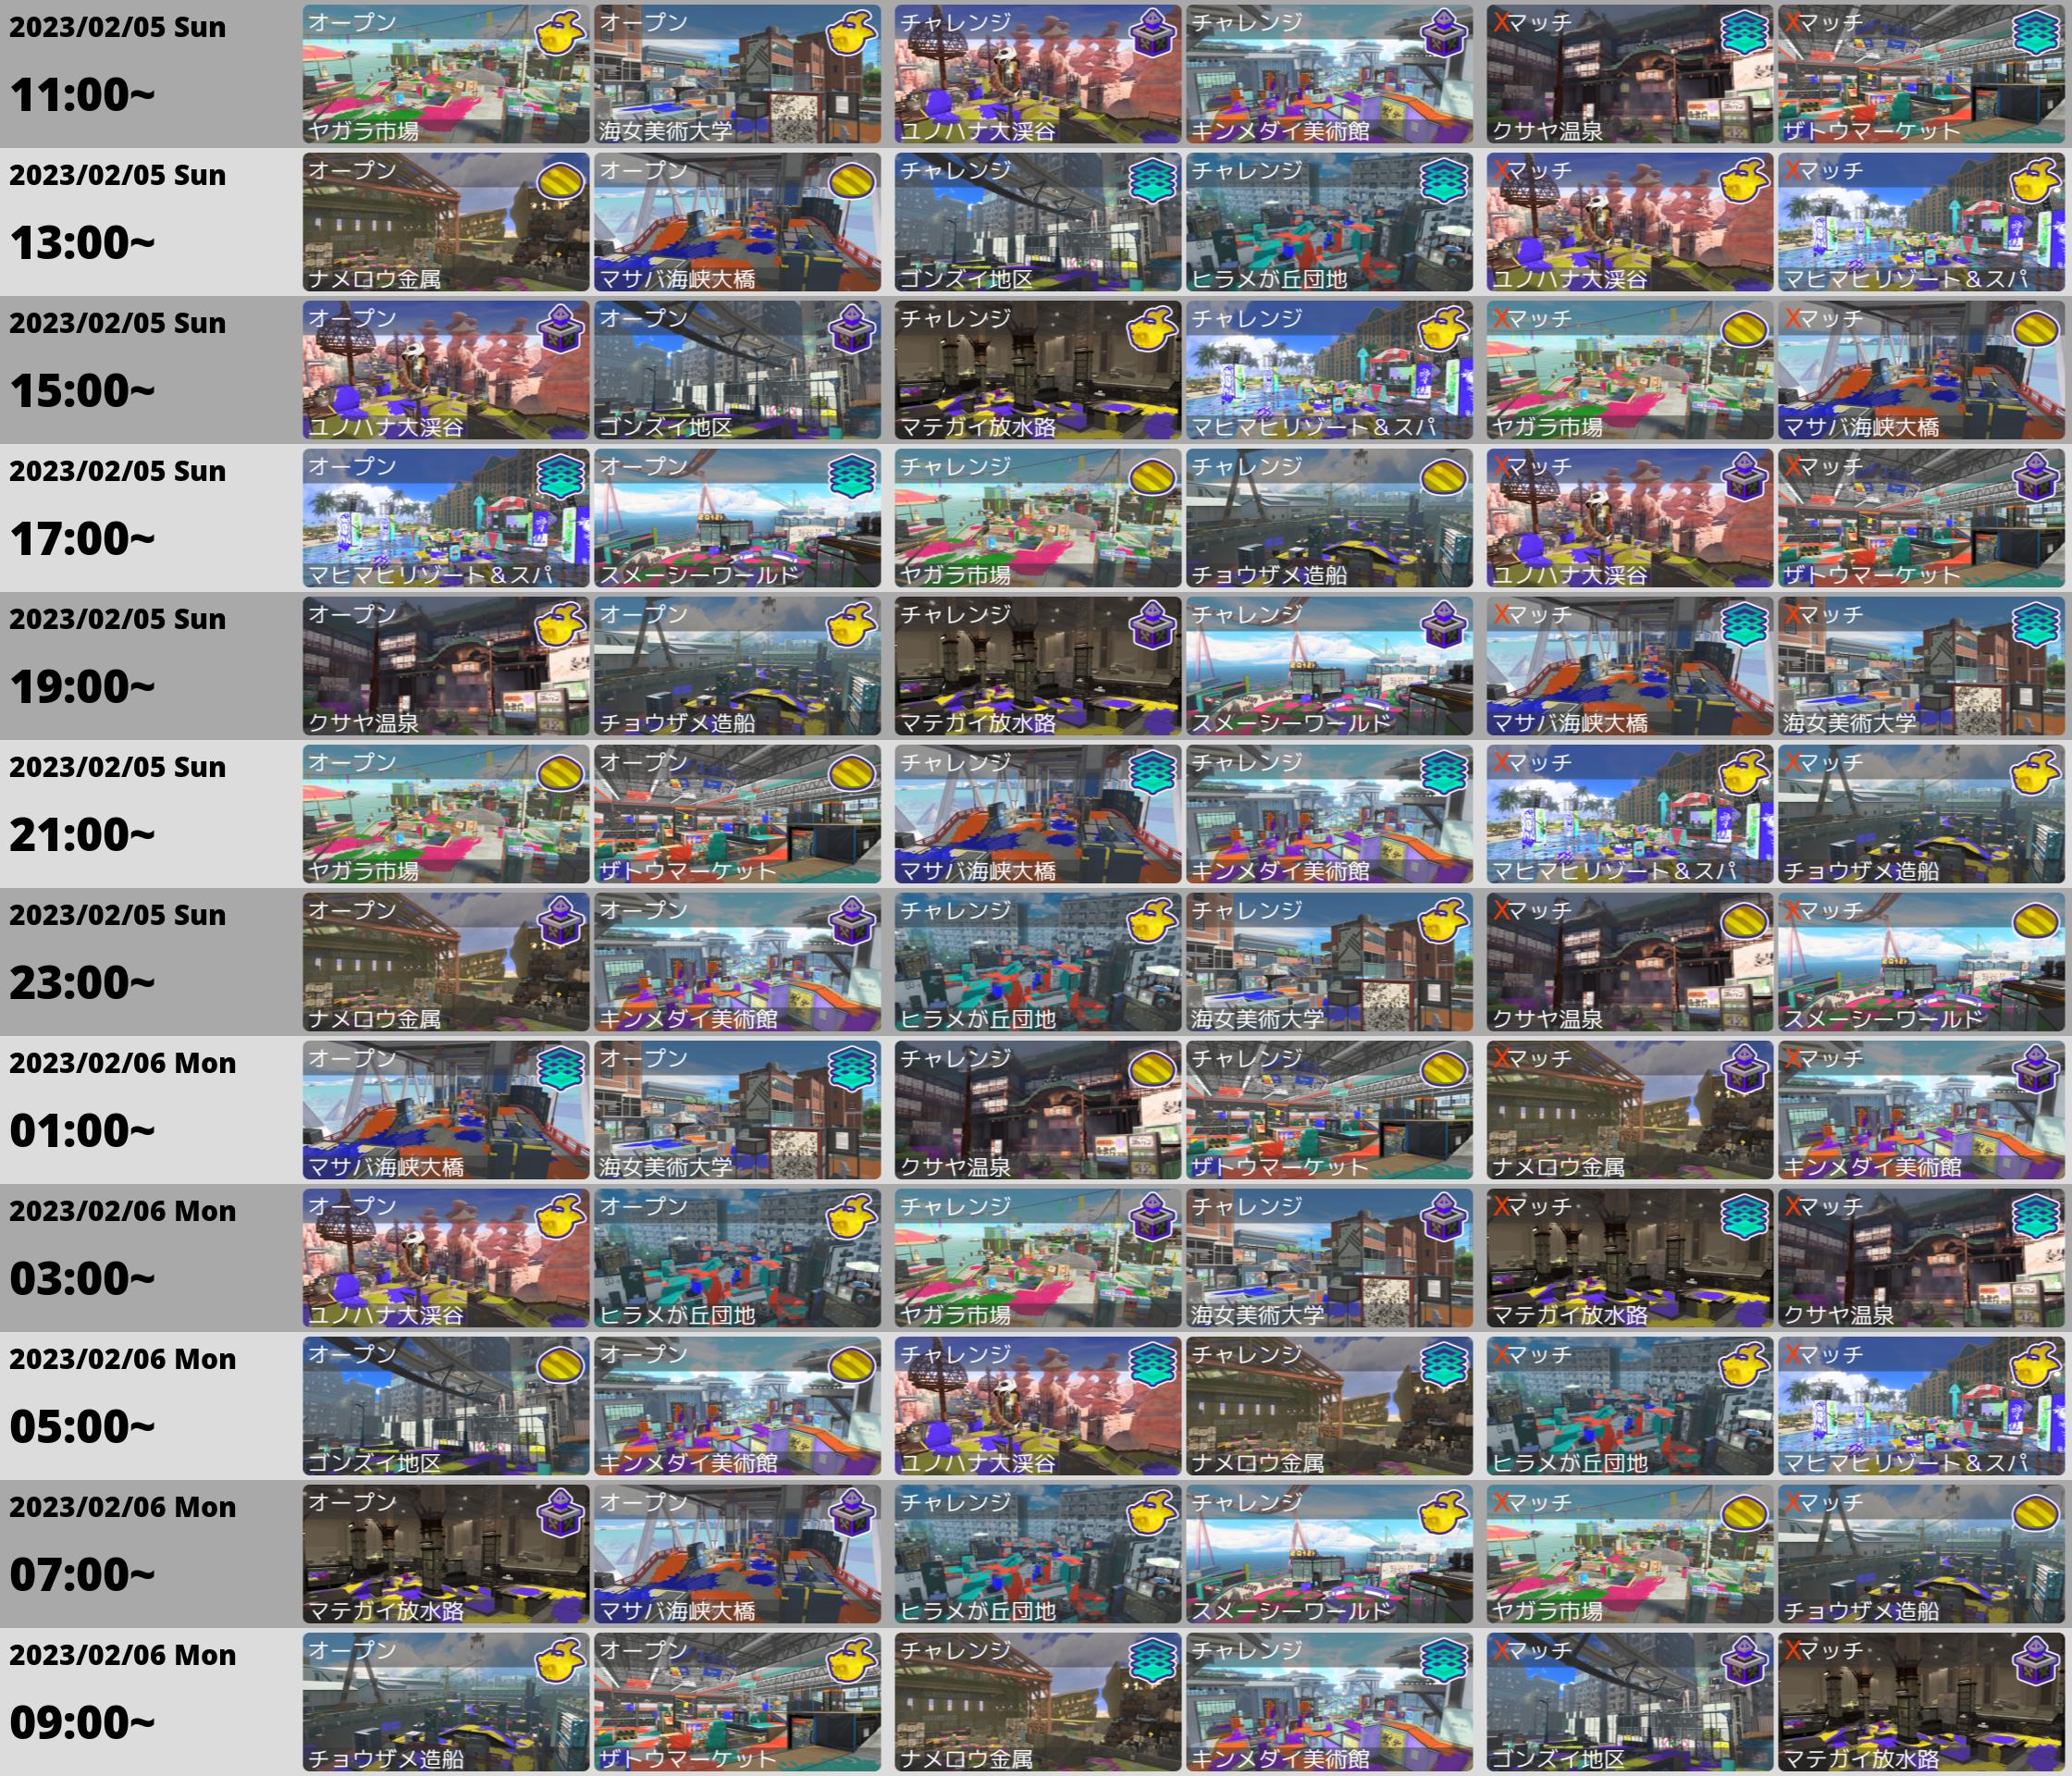 2023/02/05 Sun
11:00~
オープン オープン チャレンジ チャレンジ Xマッチ Xマッチ
ヤガラ市場 海女美術大学 ユノハナ大渓谷 キンメダイ美術館 クサヤ温泉 ザトウマーケット
2023/02/05 Sun
13:00~
オープン オープン チャレンジ チャレンジ Xマッチ Xマッチ
ナメロウ金属 マサバ海峡大橋 ゴンズイ地区 ヒラメが丘団地 ユノハナ大渓谷 マヒマヒリゾート＆スパ
2023/02/05 Sun
15:00~
オープン オープン チャレンジ チャレンジ Xマッチ Xマッチ
ユノハナ大渓谷 ゴンズイ地区 マテガイ放水路 マヒマヒリゾート＆スパ ヤガラ市場 マサバ海峡大橋
2023/02/05 Sun
17:00~
オープン オープン チャレンジ チャレンジ Xマッチ Xマッチ
マヒマヒリゾート＆スパ スメーシーワールド ヤガラ市場 チョウザメ造船 ユノハナ大渓谷 ザトウマーケット
2023/02/05 Sun
19:00~
オープン オープン チャレンジ チャレンジ Xマッチ Xマッチ
クサヤ温泉 チョウザメ造船 マテガイ放水路 スメーシーワールド マサバ海峡大橋 海女美術大学
2023/02/05 Sun
21:00~
オープン オープン チャレンジ チャレンジ Xマッチ Xマッチ
ヤガラ市場 ザトウマーケット マサバ海峡大橋 キンメダイ美術館 マヒマヒリゾート＆スパ チョウザメ造船
2023/02/05 Sun
23:00~
オープン オープン チャレンジ チャレンジ Xマッチ Xマッチ
ナメロウ金属 キンメダイ美術館 ヒラメが丘団地 海女美術大学 クサヤ温泉 スメーシーワールド
2023/02/06 Mon
01:00~
オープン オープン チャレンジ チャレンジ Xマッチ Xマッチ
マサバ海峡大橋 海女美術大学 クサヤ温泉 ザトウマーケット ナメロウ金属 キンメダイ美術館
2023/02/06 Mon
03:00~
オープン オープン チャレンジ チャレンジ Xマッチ Xマッチ
ユノハナ大渓谷 ヒラメが丘団地 ヤガラ市場 海女美術大学 マテガイ放水路 クサヤ温泉
2023/02/06 Mon
05:00~
オープン オープン チャレンジ チャレンジ Xマッチ Xマッチ
ゴンズイ地区 キンメダイ美術館 ユノハナ大渓谷 ナメロウ金属 ヒラメが丘団地 マヒマヒリゾート＆スパ
2023/02/06 Mon
07:00~
オープン オープン チャレンジ チャレンジ Xマッチ Xマッチ
マテガイ放水路 マサバ海峡大橋 ヒラメが丘団地 スメーシーワールド ヤガラ市場 チョウザメ造船
2023/02/06 Mon
09:00~
オープン オープン チャレンジ チャレンジ Xマッチ Xマッチ
チョウザメ造船 ザトウマーケット ナメロウ金属 キンメダイ美術館 ゴンズイ地区 マテガイ放水路